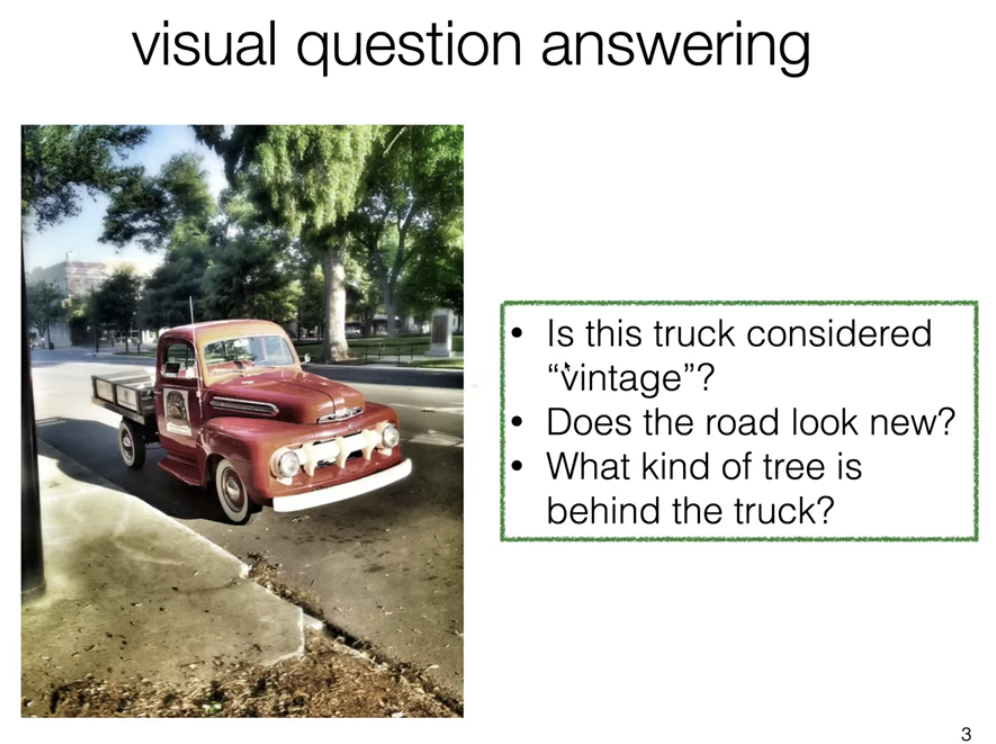 visual question answering
• Is this truck considered
“vintage”?
• Does the road look new?
• What kind of tree is
behind the truck?
3